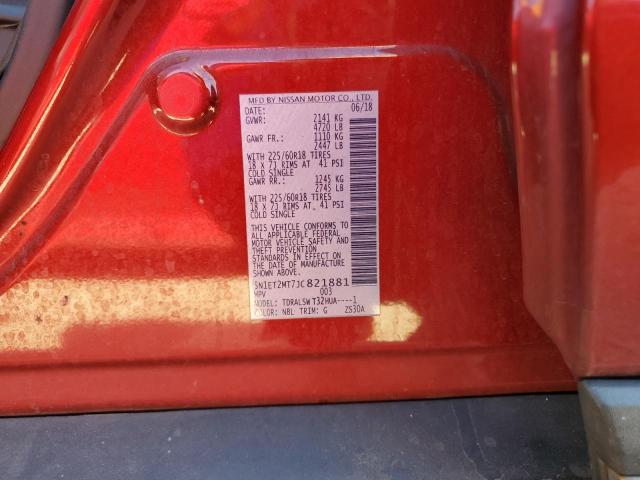 MFD BY NISSAN MOTOR CO., LTD.
DATE: 06/18
GVWR: 2141 KG
4720 LB
GAWR FR.: 1110 KG
2447 LB
WITH 225/60R18 TIRES
18 X 7J RIMS AT 41 PSI
COLD SINGLE
GAWR RR.: 1245 KG
2745 LB
WITH 225/60R18 TIRES
18 X 7J RIMS AT 41 PSI
COLD SINGLE
THIS VEHICLE CONFORMS TO
ALL APPLICABLE FEDERAL
MOTOR VEHICLE SAFETY AND
THEFT PREVENTION
STANDARDS IN EFFECT ON THE
DATE OF MANUFACTURE
SHOWN ABOVE.
5N1ET2MT7JC821881
MPV 003
MODEL: TDRALSW T32HUA----1
COLOR: NBL TRIM: G ZS30A